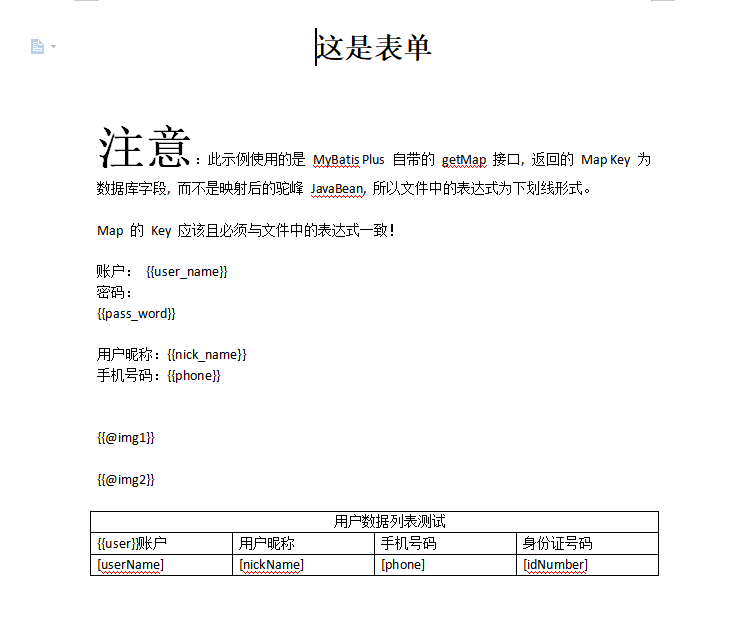 这是表单
注意：此示例使用的是 MyBatis Plus 自带的 getMap 接口，返回的 Map Key 为
数据库字段，而不是映射后的驼峰 JavaBean，所以文件中的表达式为下划线形式。
Map 的 Key 应该且必须与文件中的表达式一致！
账户： {{user_name}}
密码：
{{pass_word}}
用户昵称：{{nick_name}}
手机号码：{{phone}}
{{@img1}}
{{@img2}}
用户数据列表测试
{{user}}账户 用户昵称 手机号码 身份证号码
[userName] [nickName] [phone] [idNumber]